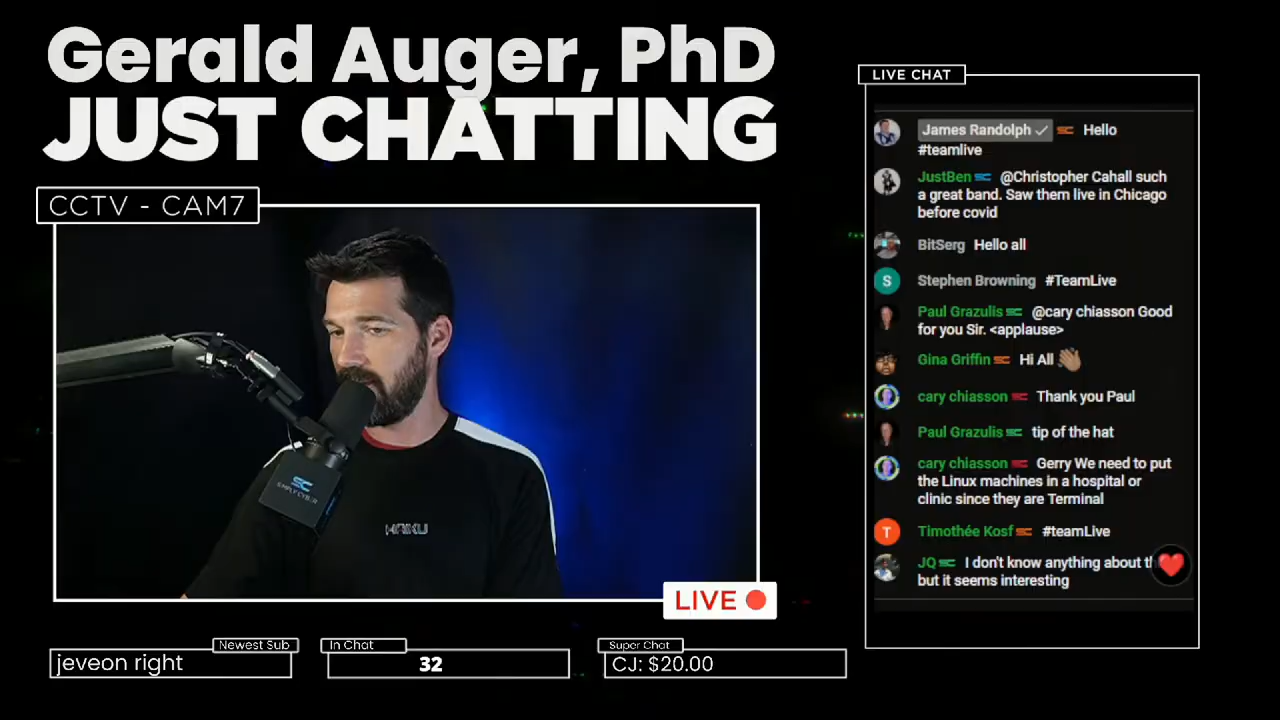 Gerald Auger, PhD
JUST CHATTING
CCTV - CAM7
SC
SIMPLY CYBER
HAKU
LIVE
Newest Sub
jeveon right
In Chat
32
Super Chat
CJ: $20.00
LIVE CHAT
James Randolph ✓ Hello
#teamlive
JustBen @Christopher Cahall such
a great band. Saw them live in Chicago
before covid
BitSerg Hello all
S Stephen Browning #TeamLive
Paul Grazulis @cary chiasson Good
for you Sir. <applause>
Gina Griffin Hi All 👋🏽
cary chiasson Thank you Paul
Paul Grazulis tip of the hat
cary chiasson Gerry We need to put
the Linux machines in a hospital or
clinic since they are Terminal
T Timothée Kosf #teamLive
JQ I don't know anything about
but it seems interesting